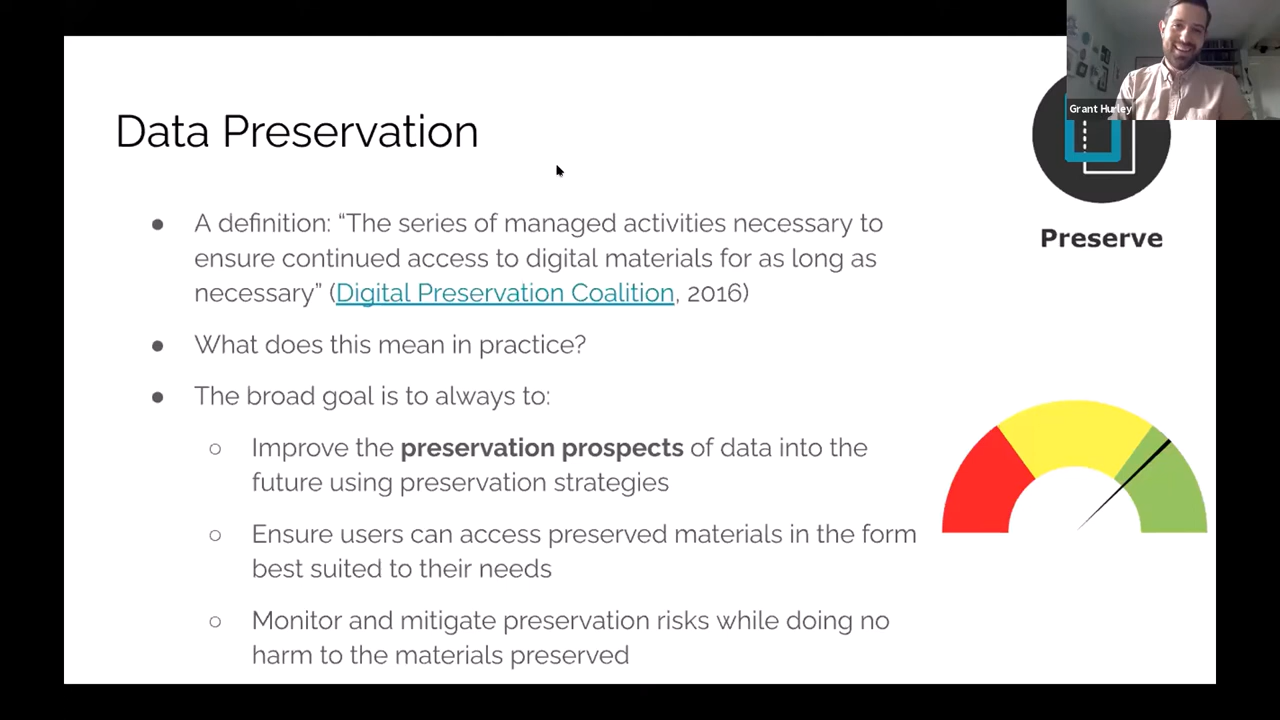 Grant Hurley
Data Preservation
Preserve
● A definition: “The series of managed activities necessary to
ensure continued access to digital materials for as long as
necessary” (Digital Preservation Coalition, 2016)
● What does this mean in practice?
● The broad goal is to always to:
○ Improve the preservation prospects of data into the
future using preservation strategies
○ Ensure users can access preserved materials in the form
best suited to their needs
○ Monitor and mitigate preservation risks while doing no
harm to the materials preserved